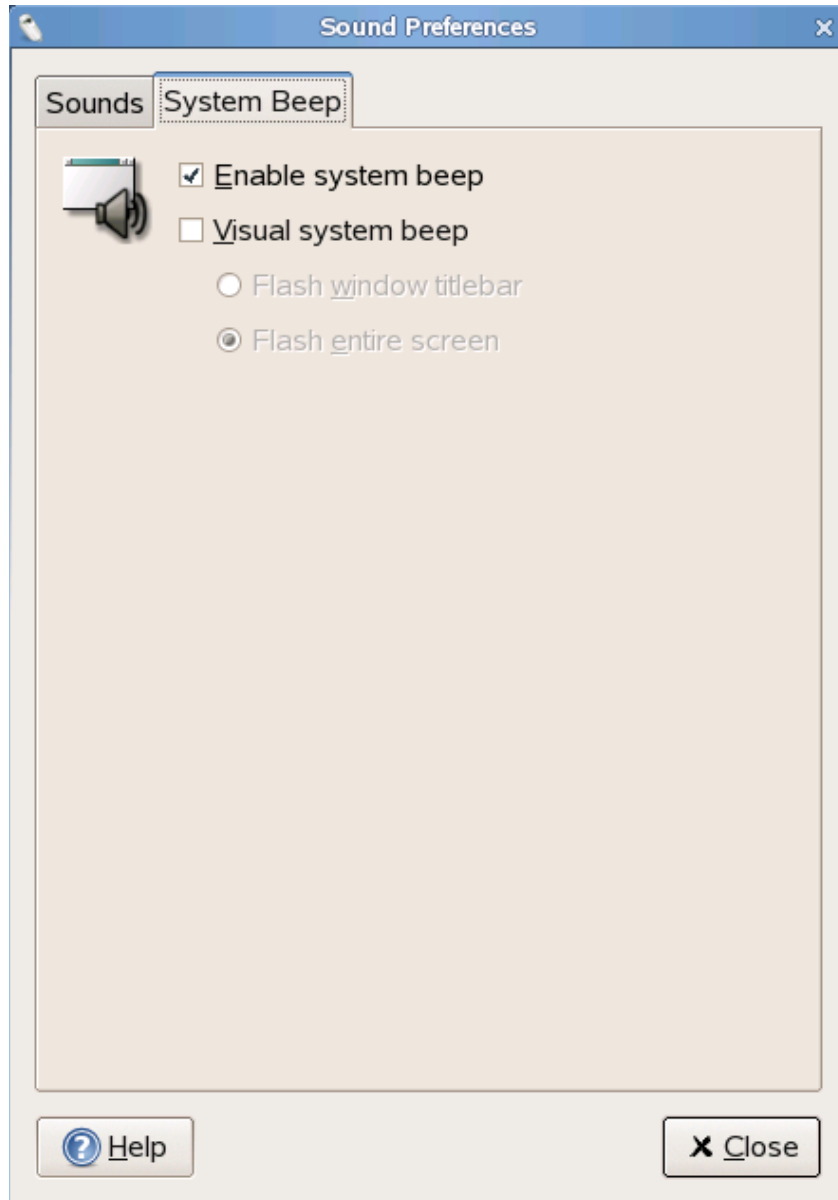 Sound Preferences
Sounds
System Beep
Enable system beep
Visual system beep
Flash window titlebar
Flash entire screen
Help
Close